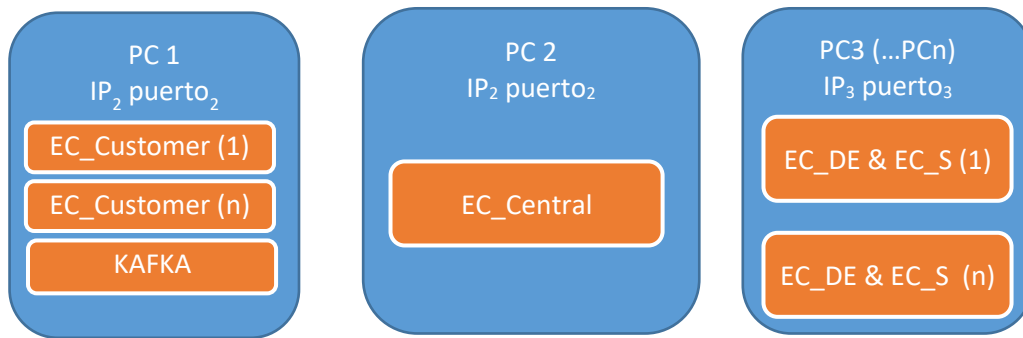 PC 1
IP₂ puerto₂
EC_Customer (1)
EC_Customer (n)
KAFKA
PC 2
IP₂ puerto₂
EC_Central
PC3 (...PCn)
IP₃ puerto₃
EC_DE & EC_S (1)
EC_DE & EC_S (n)